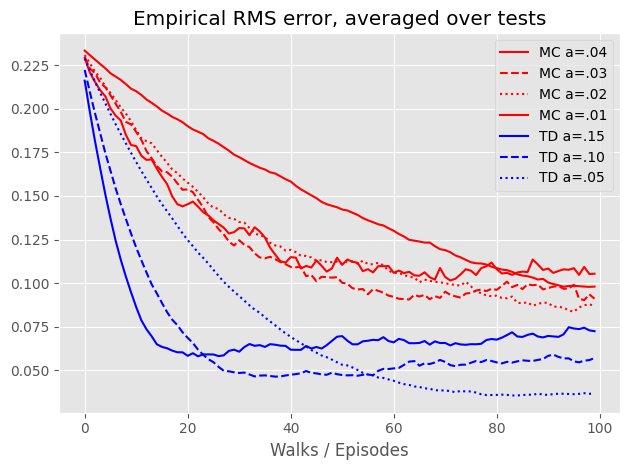 Empirical RMS error, averaged over tests
0.225
0.200
0.175
0.150
0.125
0.100
0.075
0.050
MC a=.04
MC a=.03
MC a=.02
MC a=.01
TD a=.15
TD a=.10
TD a=.05
0 20 40 60 80 100
Walks / Episodes